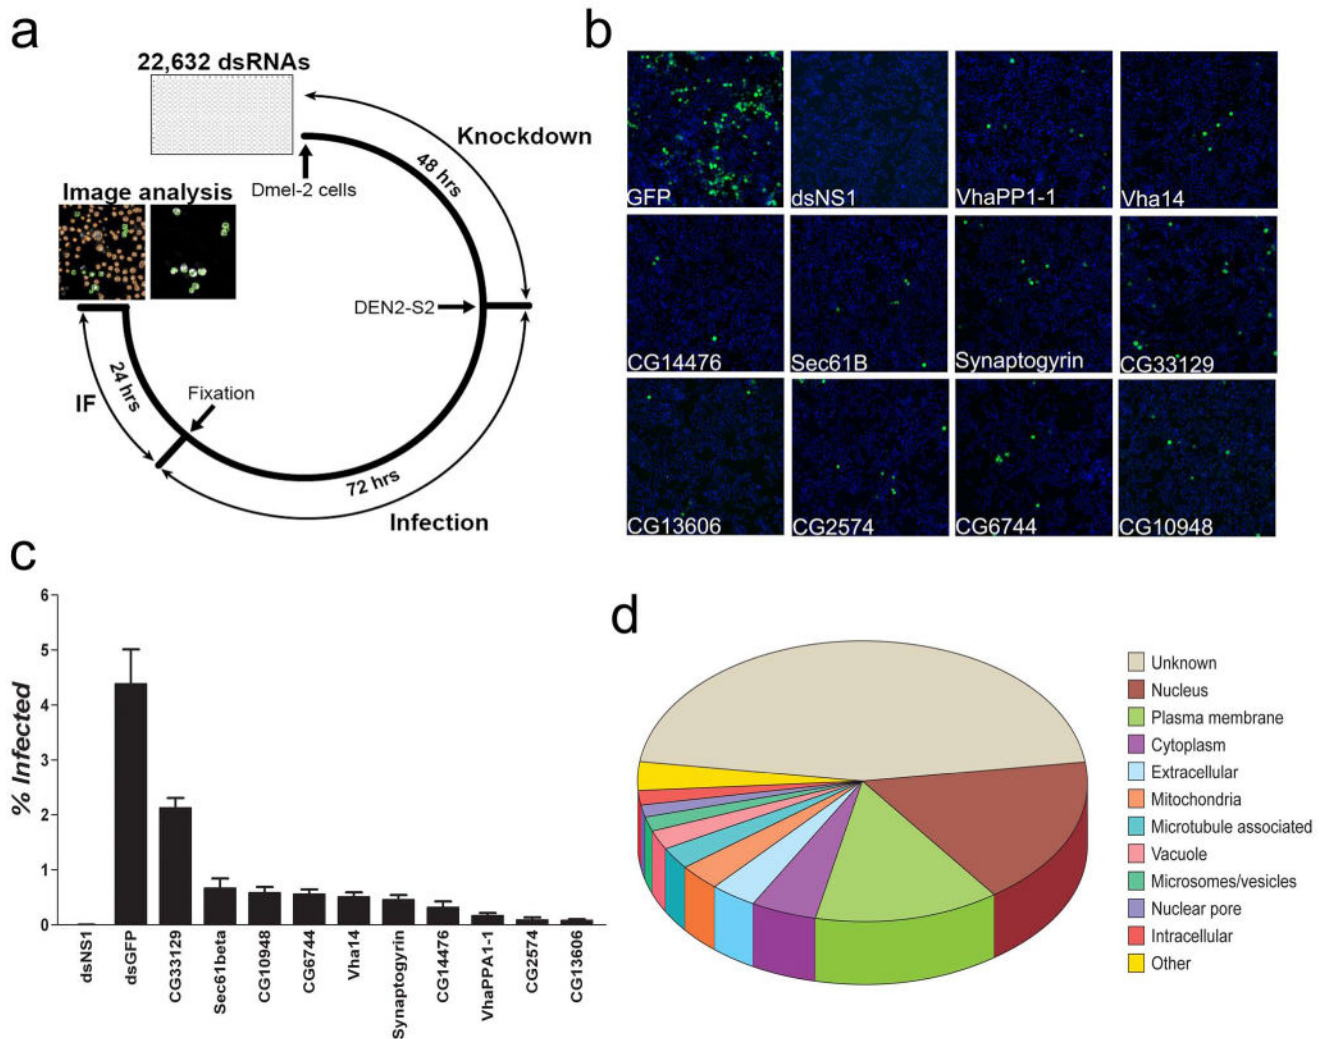 a
22,632 dsRNAs
Knockdown
48 hrs
Dmel-2 cells
Image analysis
DEN2-S2
Fixation
24 hrs
IF
72 hrs
Infection
b
GFP
dsNS1
VhaPP1-1
Vha14
CG14476
Sec61B
Synaptogyrin
CG33129
CG13606
CG2574
CG6744
CG10948
c
% Infected
6
5
4
3
2
1
0
dsNS1
dsGFP
CG33129
Sec61beta
CG10948
CG6744
Vha14
Synaptogyrin
CG14476
VhaPPA1-1
CG2574
CG13606
d
Unknown
Nucleus
Plasma membrane
Cytoplasm
Extracellular
Mitochondria
Microtubule associated
Vacuole
Microsomes/vesicles
Nuclear pore
Intracellular
Other